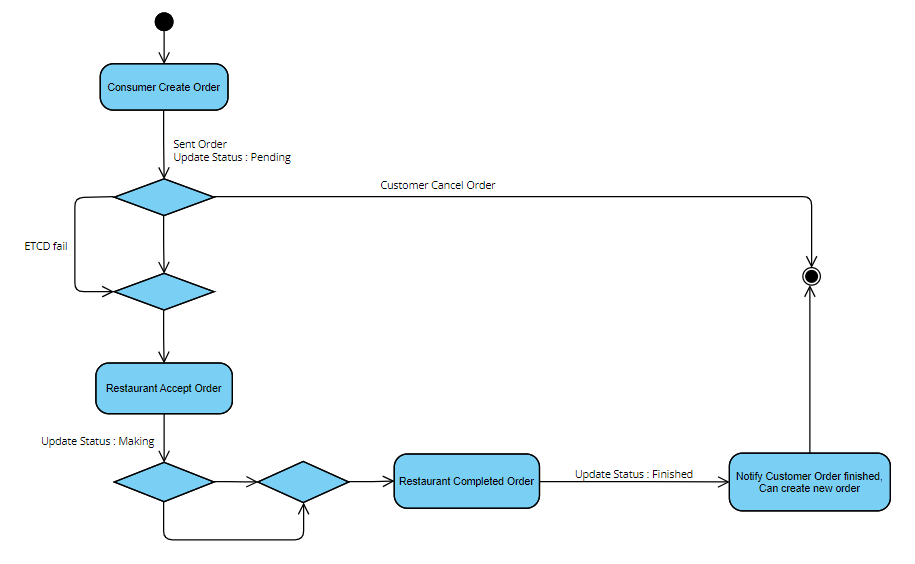 Consumer Create Order
Sent Order
Update Status : Pending
Customer Cancel Order
ETCD fail
Restaurant Accept Order
Update Status : Making
Restaurant Completed Order
Update Status : Finished
Notify Customer Order finished,
Can create new order